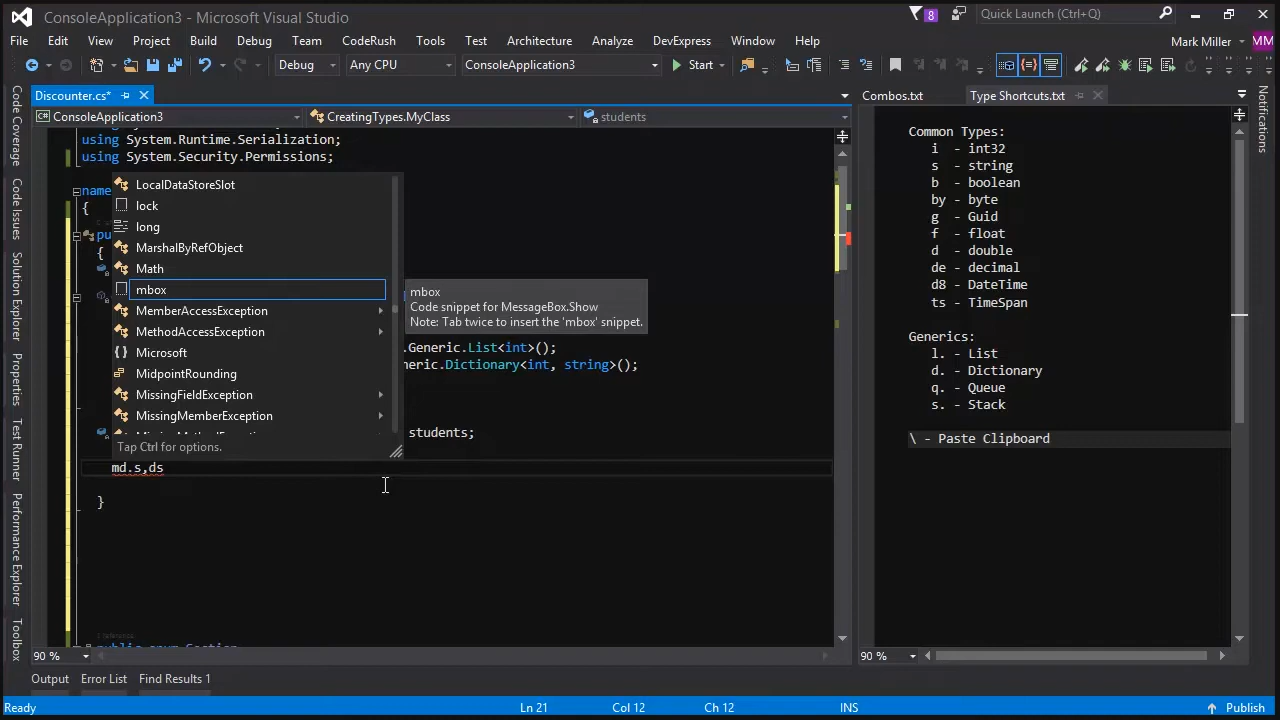 ConsoleApplication3 - Microsoft Visual Studio
8
Quick Launch (Ctrl+Q)
File Edit View Project Build Debug Team CodeRush Tools Test Architecture Analyze DevExpress Window Help
Mark Miller MM
Debug Any CPU ConsoleApplication3 Start
Code Coverage
Code Issues
Solution Explorer
Properties
Test Runner
Performance Explorer
Toolbox
Discounter.cs*
ConsoleApplication3 CreatingTypes.MyClass students
using System.Runtime.Serialization;
using System.Security.Permissions;
name
{
pu
{
LocalDataStoreSlot
lock
long
MarshalByRefObject
Math
mbox
MemberAccessException
MethodAccessException
Microsoft
MidpointRounding
MissingFieldException
MissingMemberException
Tap Ctrl for options.
mbox
Code snippet for MessageBox.Show
Note: Tab twice to insert the 'mbox' snippet.
.Generic.List<int>();
neric.Dictionary<int, string>();
students;
md.s,ds
}
public enum Section
90 %
Combos.txt Type Shortcuts.txt
Common Types:
i - int32
s - string
b - boolean
by - byte
g - Guid
f - float
d - double
de - decimal
d8 - DateTime
ts - TimeSpan
Generics:
l. - List
d. - Dictionary
q. - Queue
s. - Stack
\ - Paste Clipboard
90 %
Notifications
Output Error List Find Results 1
Ready Ln 21 Col 12 Ch 12 INS Publish